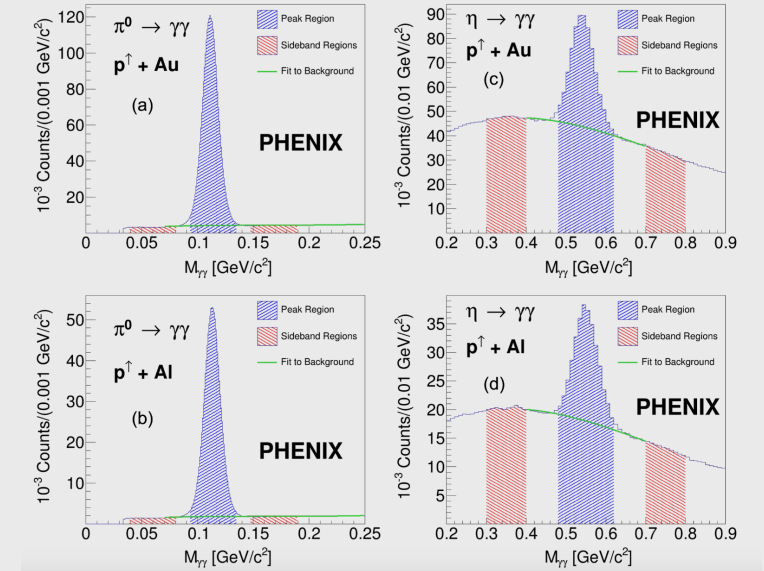 120
100
80
60
40
20
10⁻³ Counts/(0.001 GeV/c²)
π⁰ → γγ
p↑ + Au
(a)
Peak Region
Sideband Regions
Fit to Background
PHENIX
0 0.05 0.1 0.15 0.2 0.25
Mγγ [GeV/c²]
90
80
70
60
50
40
30
20
10
10⁻³ Counts/(0.01 GeV/c²)
η → γγ
p↑ + Au
(c)
Peak Region
Sideband Regions
Fit to Background
PHENIX
0.2 0.3 0.4 0.5 0.6 0.7 0.8 0.9
Mγγ [GeV/c²]
50
40
30
20
10
10⁻³ Counts/(0.001 GeV/c²)
π⁰ → γγ
p↑ + Al
(b)
Peak Region
Sideband Regions
Fit to Background
PHENIX
0 0.05 0.1 0.15 0.2 0.25
Mγγ [GeV/c²]
35
30
25
20
15
10
5
10⁻³ Counts/(0.01 GeV/c²)
η → γγ
p↑ + Al
(d)
Peak Region
Sideband Regions
Fit to Background
PHENIX
0.2 0.3 0.4 0.5 0.6 0.7 0.8 0.9
Mγγ [GeV/c²]